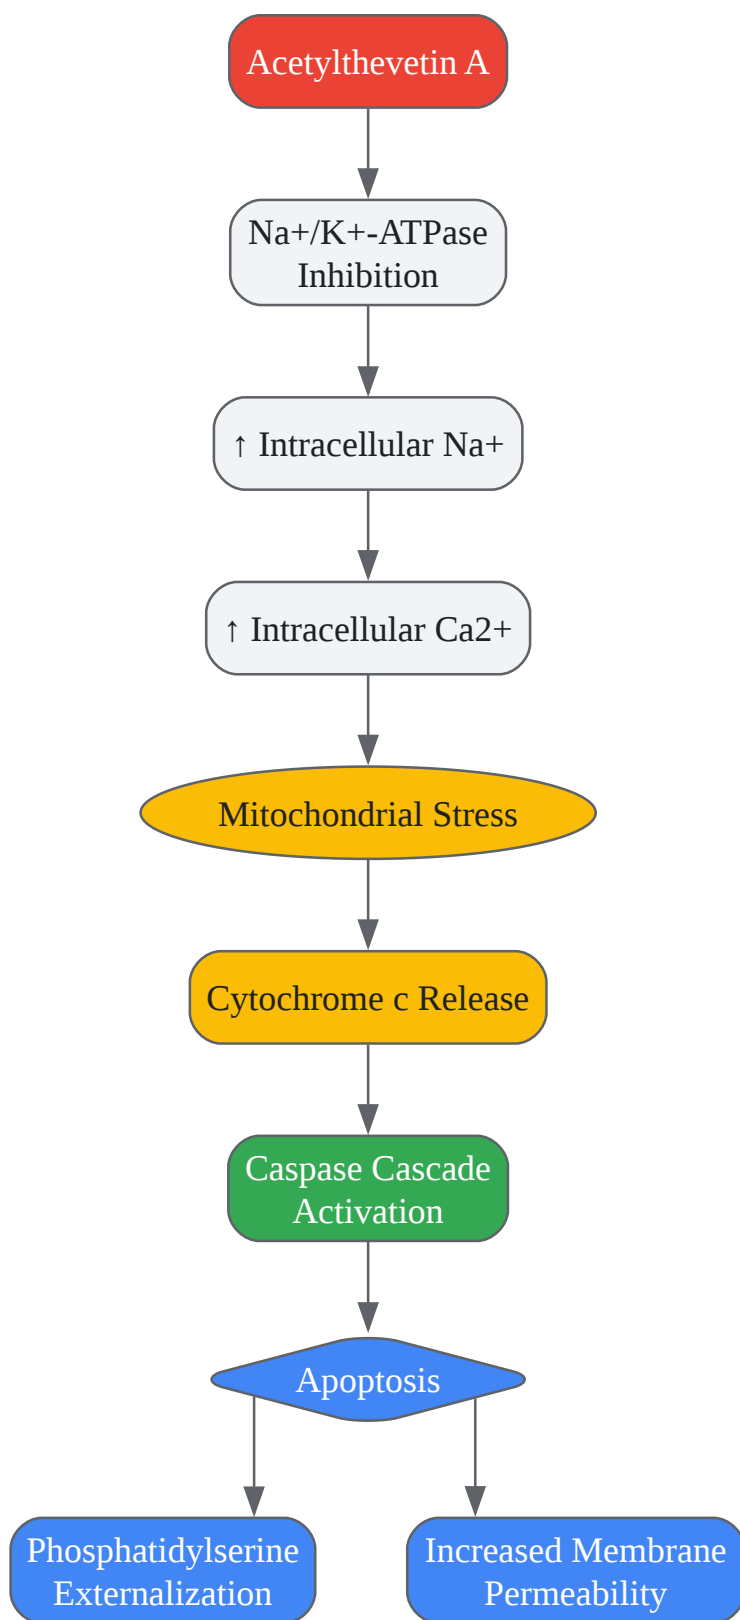 Acetylthevetin A
Na+/K+-ATPase
Inhibition
↑ Intracellular Na+
↑ Intracellular Ca2+
Mitochondrial Stress
Cytochrome c Release
Caspase Cascade
Activation
Apoptosis
Phosphatidylserine
Externalization
Increased Membrane
Permeability